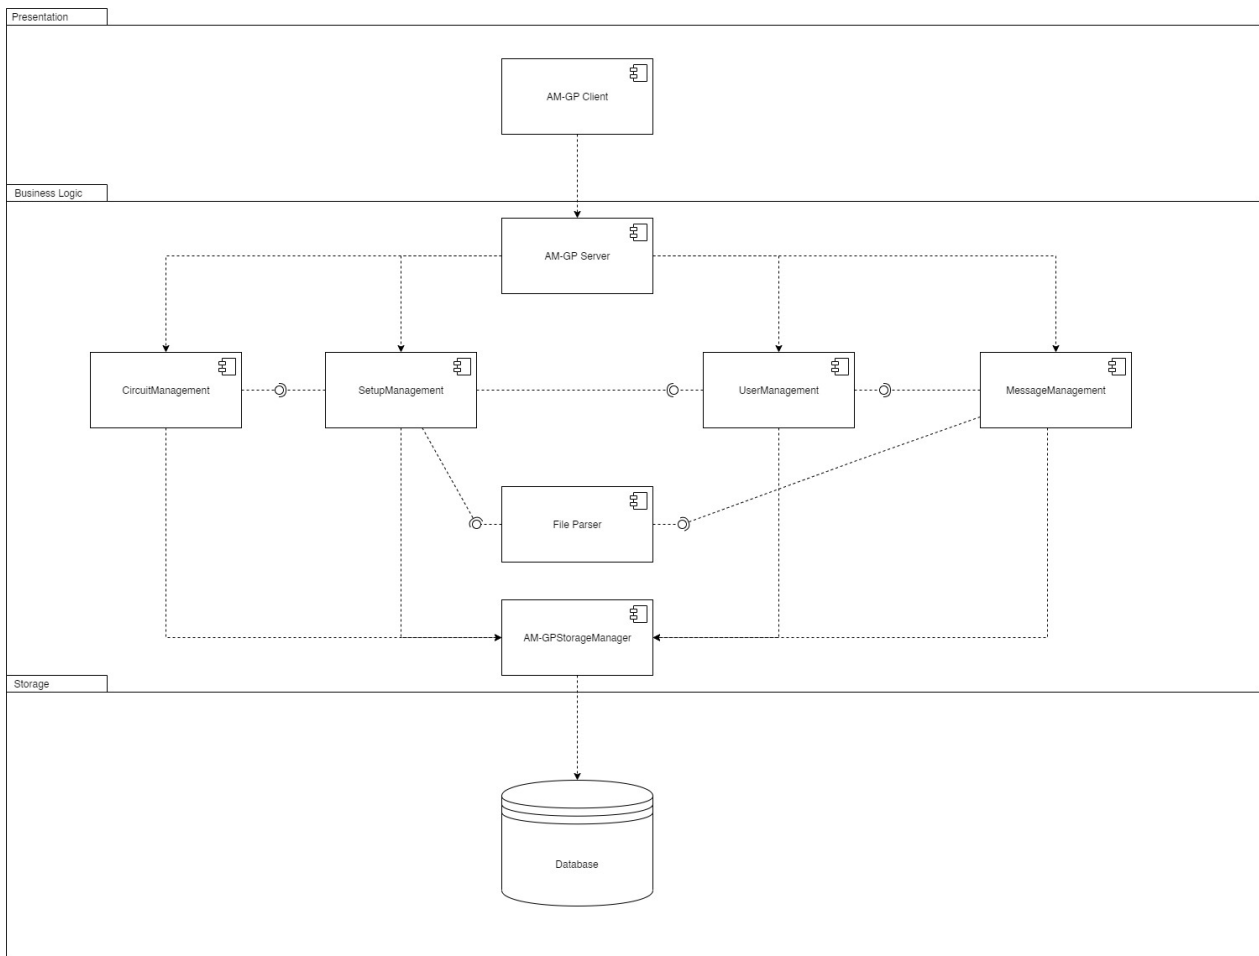 Presentation
AM-GP Client
Business Logic
AM-GP Server
CircuitManagement
SetupManagement
UserManagement
MessageManagement
File Parser
AM-GPStorageManager
Storage
Database